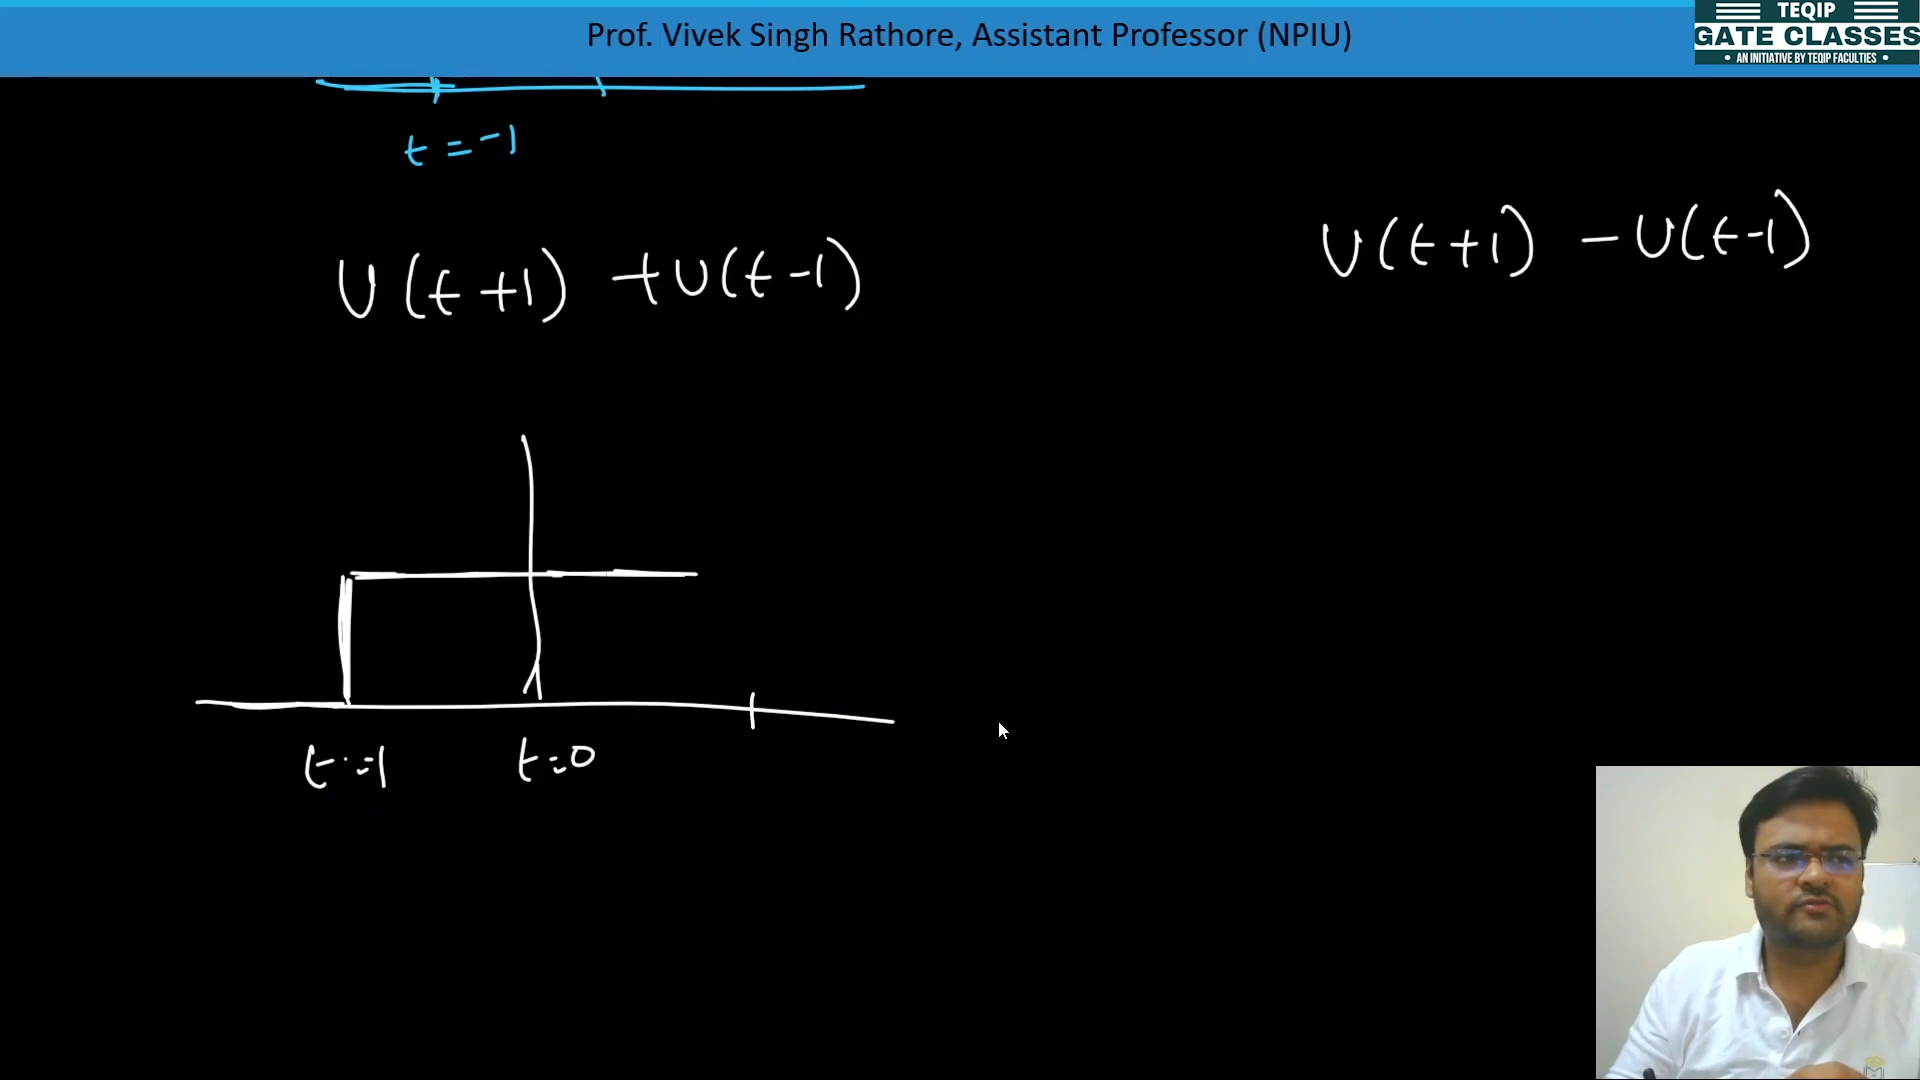 Prof. Vivek Singh Rathore, Assistant Professor (NPIU)
TEQIP
GATE CLASSES
• AN INITIATIVE BY TEQIP FACULTIES •
t = -1
U(t+1) + U(t-1)
U(t+1) - U(t-1)
1
t=-1
t=0